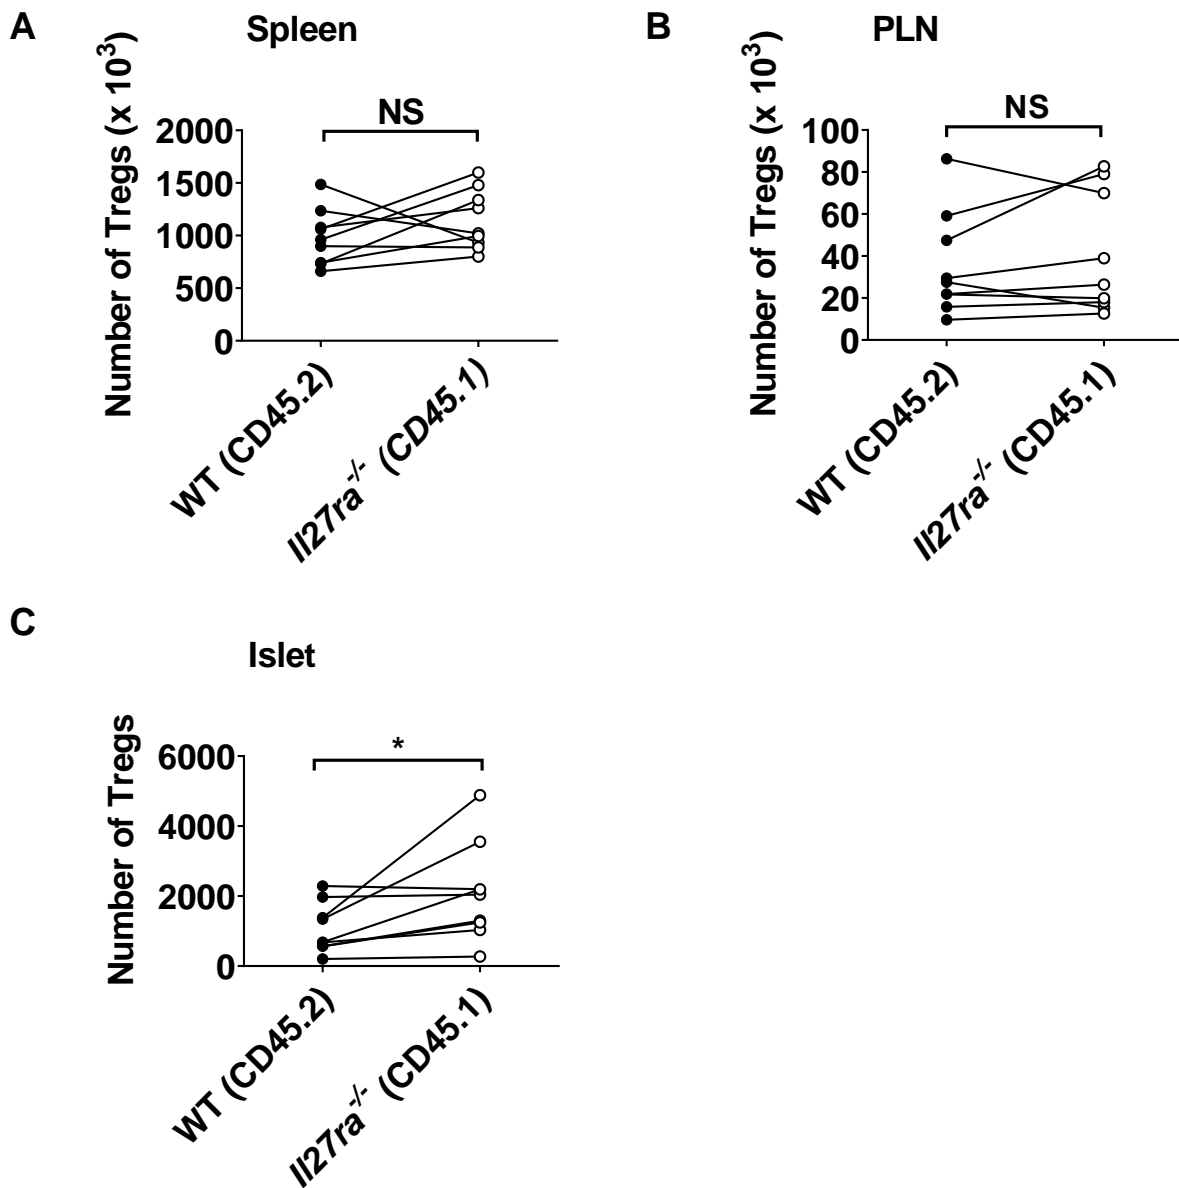 A
Spleen
Number of Tregs (x 10³)
NS
2000
1500
1000
500
0
WT (CD45.2)
Il27ra⁻/⁻ (CD45.1)
B
PLN
Number of Tregs (x 10³)
NS
100
80
60
40
20
0
WT (CD45.2)
Il27ra⁻/⁻ (CD45.1)
C
Islet
Number of Tregs
*
6000
4000
2000
0
WT (CD45.2)
Il27ra⁻/⁻ (CD45.1)